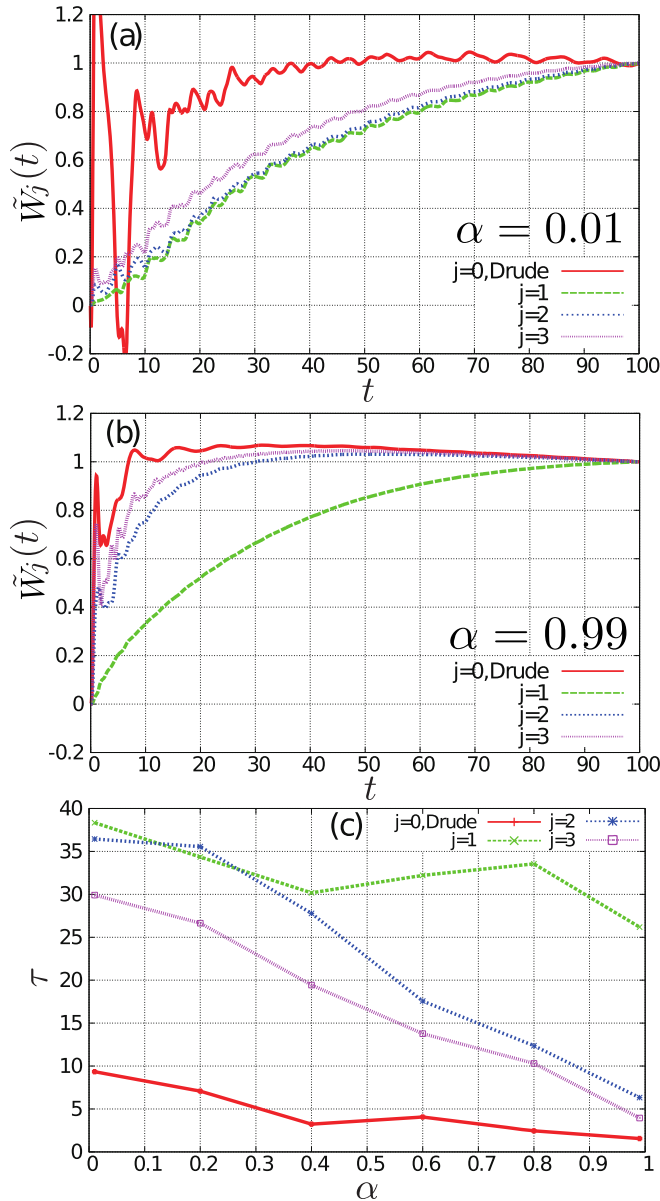 (a)
1.2
1
0.8
0.6
0.4
0.2
0
-0.2
W̃j(t)
α = 0.01
j=0,Drude
j=1
j=2
j=3
0 10 20 30 40 50 60 70 80 90 100
t
(b)
1.2
1
0.8
0.6
0.4
0.2
0
-0.2
W̃j(t)
α = 0.99
j=0,Drude
j=1
j=2
j=3
0 10 20 30 40 50 60 70 80 90 100
t
(c)
40
35
30
25
20
15
10
5
0
τ
j=0,Drude j=2
j=1 j=3
0 0.1 0.2 0.3 0.4 0.5 0.6 0.7 0.8 0.9 1
α